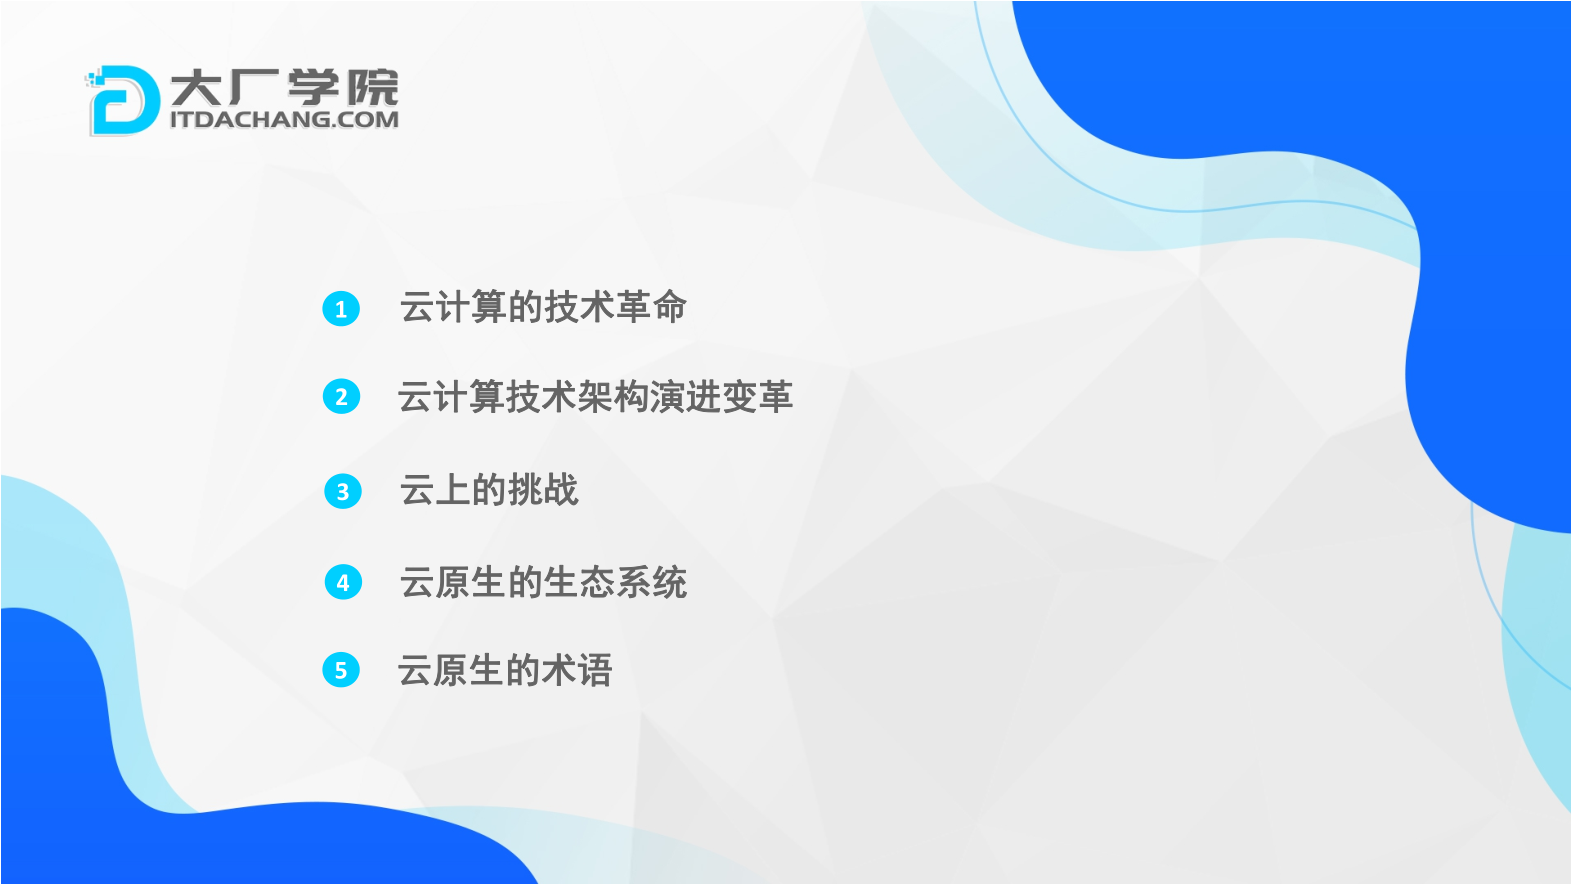 大厂学院
ITDACHANG.COM
1 云计算的技术革命
2 云计算技术架构演进变革
3 云上的挑战
4 云原生的生态系统
5 云原生的术语